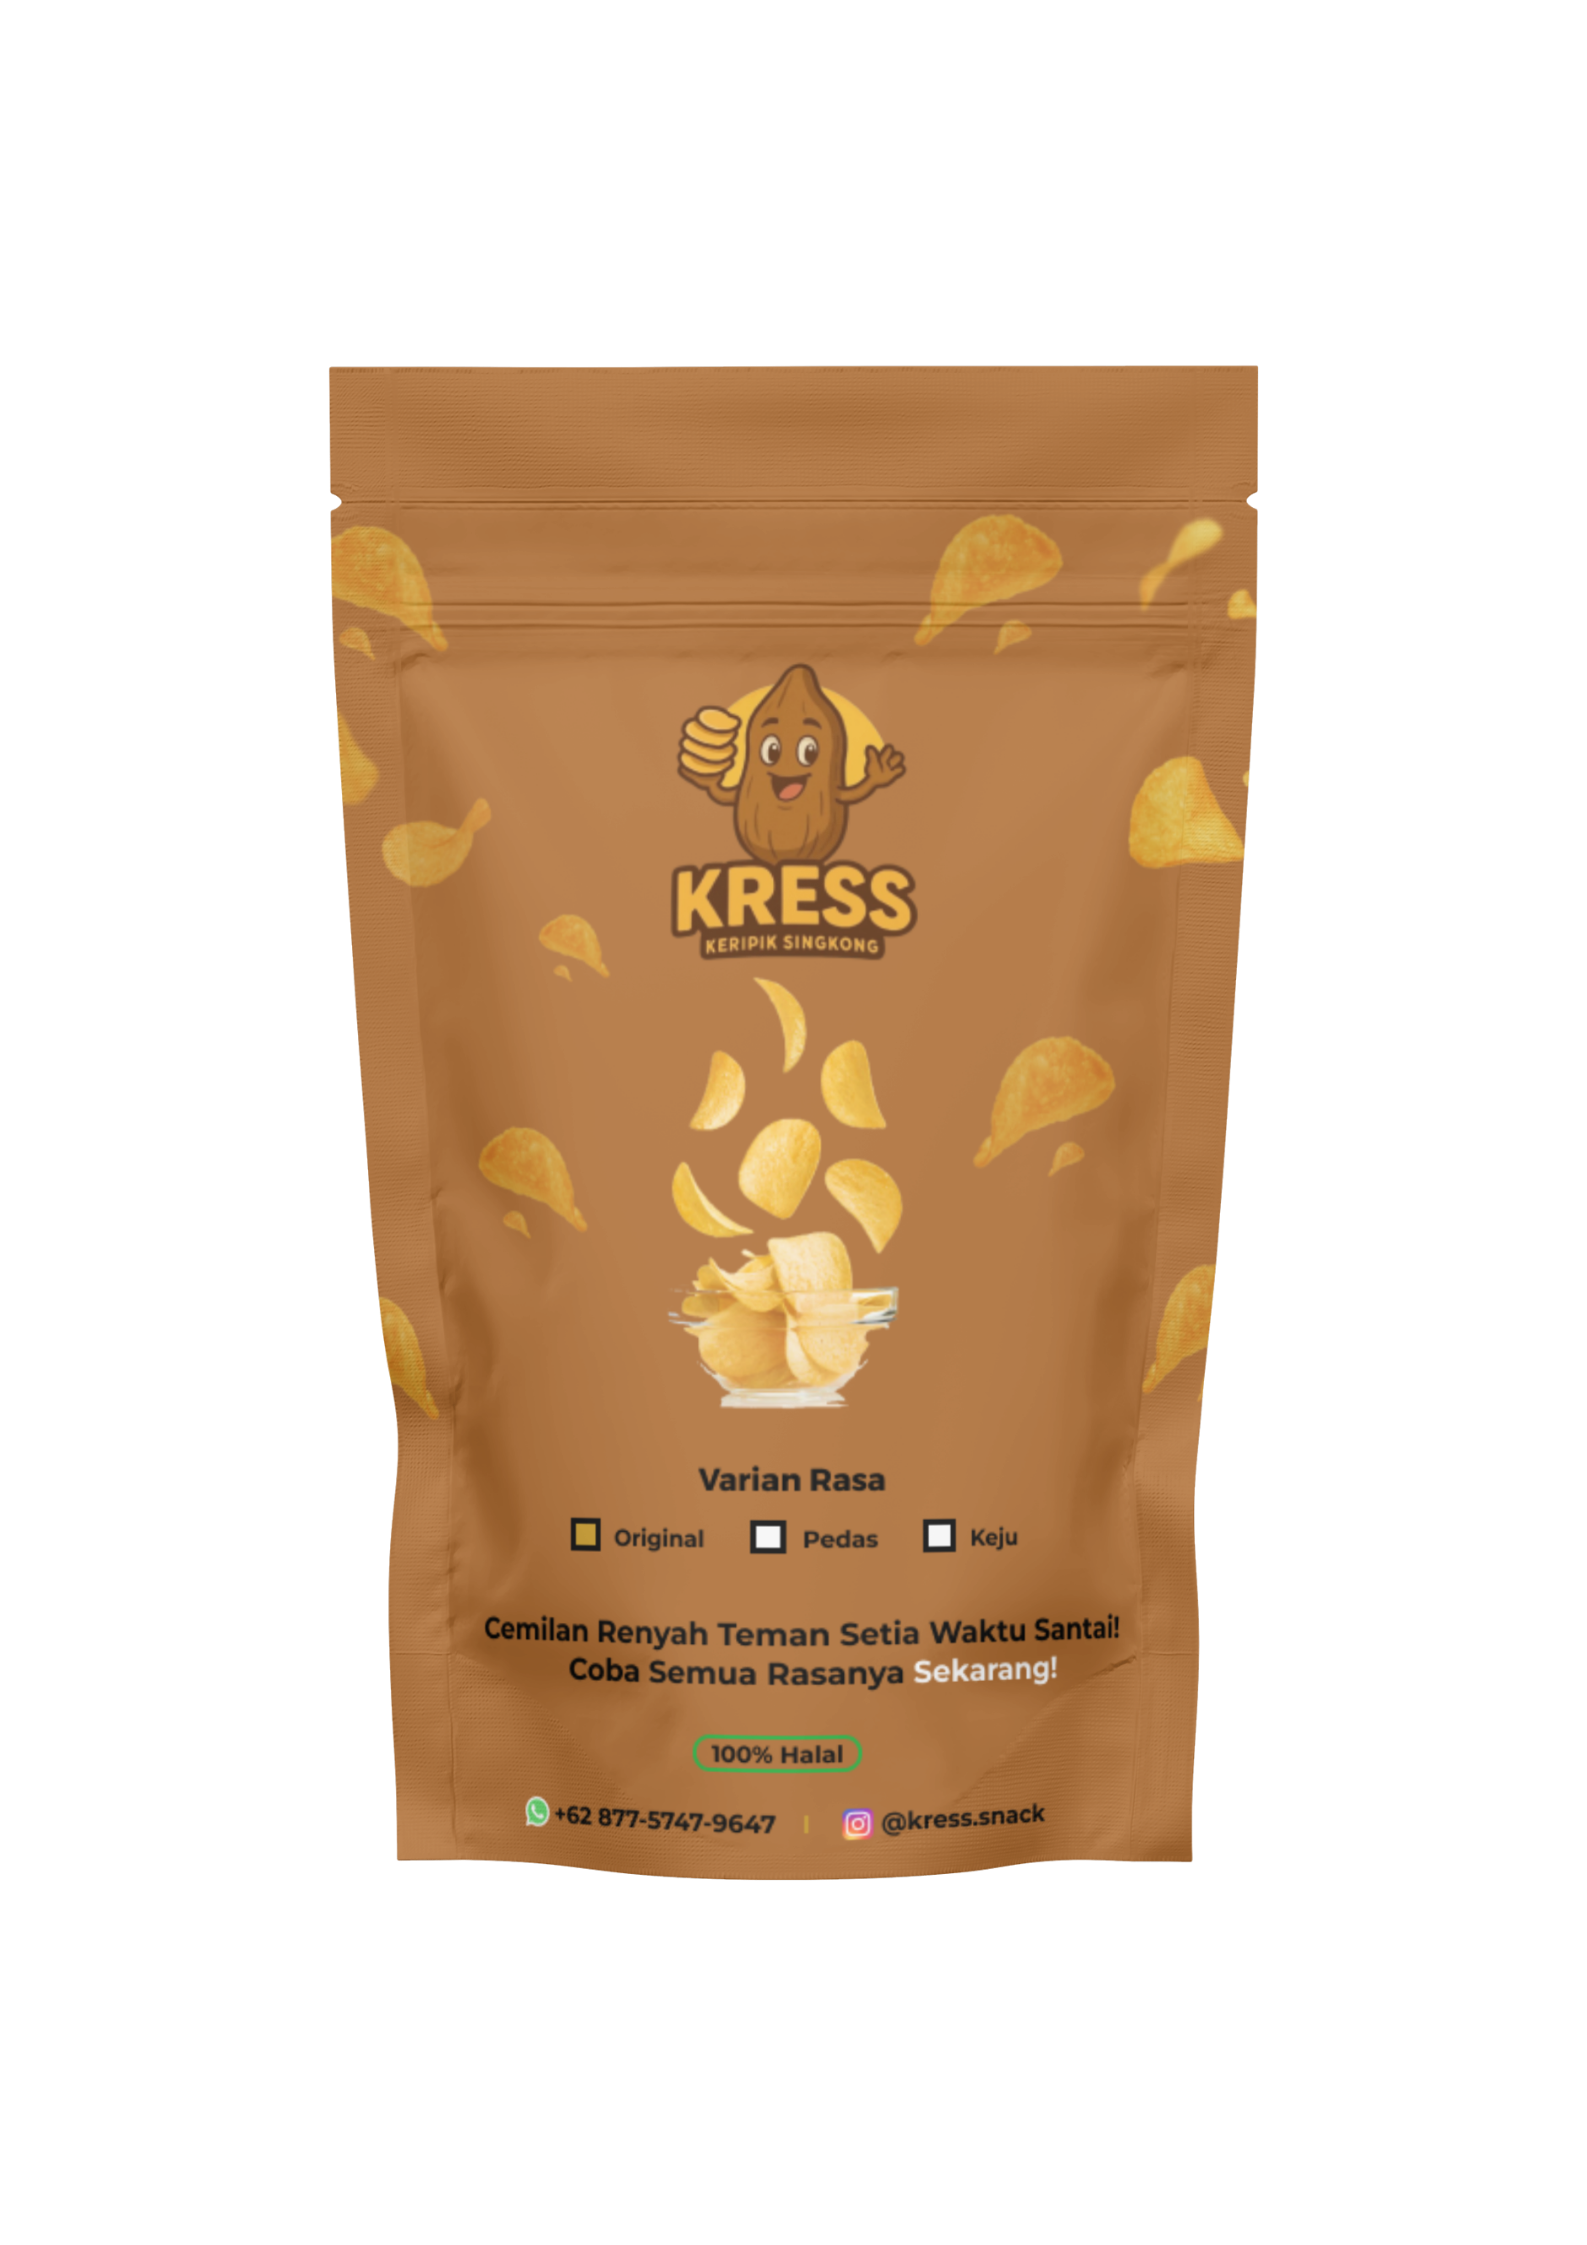 KRESS
KERIPIK SINGKONG
Varian Rasa
Original Pedas Keju
Cemilan Renyah Teman Setia Waktu Santai!
Coba Semua Rasanya Sekarang!
100% Halal
+62 877-5747-9647 | @kress.snack